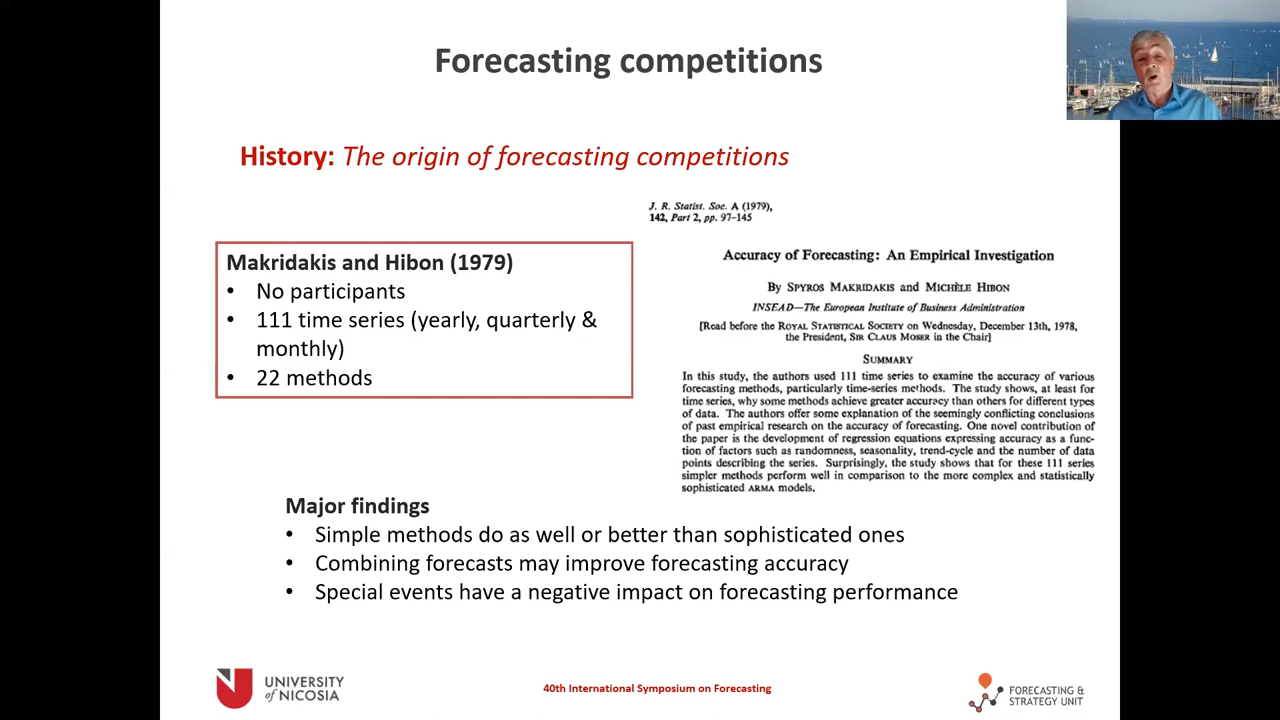 Forecasting competitions
History: The origin of forecasting competitions
J. R. Statist. Soc. A (1979),
142, Part 2, pp. 97–145
Makridakis and Hibon (1979)
• No participants
• 111 time series (yearly, quarterly &
monthly)
• 22 methods
Accuracy of Forecasting: An Empirical Investigation
By SPYROS MAKRIDAKIS and MICHÈLE HIBON
INSEAD—The European Institute of Business Administration
[Read before the ROYAL STATISTICAL SOCIETY on Wednesday, December 13th, 1978,
the President, SIR CLAUS MOSER in the Chair]
SUMMARY
In this study, the authors used 111 time series to examine the accuracy of various
forecasting methods, particularly time-series methods. The study shows, at least for
time series, why some methods achieve greater accuracy than others for different types
of data. The authors offer some explanation of the seemingly conflicting conclusions
of past empirical research on the accuracy of forecasting. One novel contribution of
the paper is the development of regression equations expressing accuracy as a func-
tion of factors such as randomness, seasonality, trend-cycle and the number of data
points describing the series. Surprisingly, the study shows that for these 111 series
simpler methods perform well in comparison to the more complex and statistically
sophisticated ARMA models.
Major findings
• Simple methods do as well or better than sophisticated ones
• Combining forecasts may improve forecasting accuracy
• Special events have a negative impact on forecasting performance
UNIVERSITY
of NICOSIA
40th International Symposium on Forecasting
FORECASTING &
STRATEGY UNIT